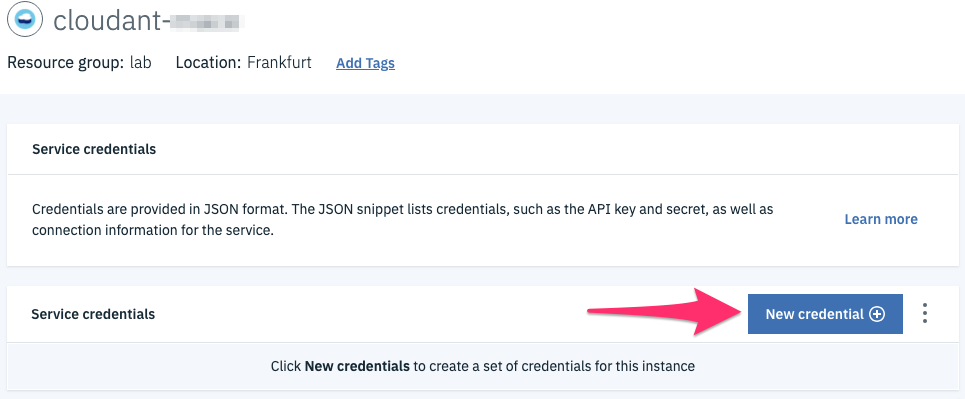 cloudant-
Resource group: lab Location: Frankfurt Add Tags
Service credentials
Credentials are provided in JSON format. The JSON snippet lists credentials, such as the API key and secret, as well as
connection information for the service.
Learn more
Service credentials
New credential
Click New credentials to create a set of credentials for this instance